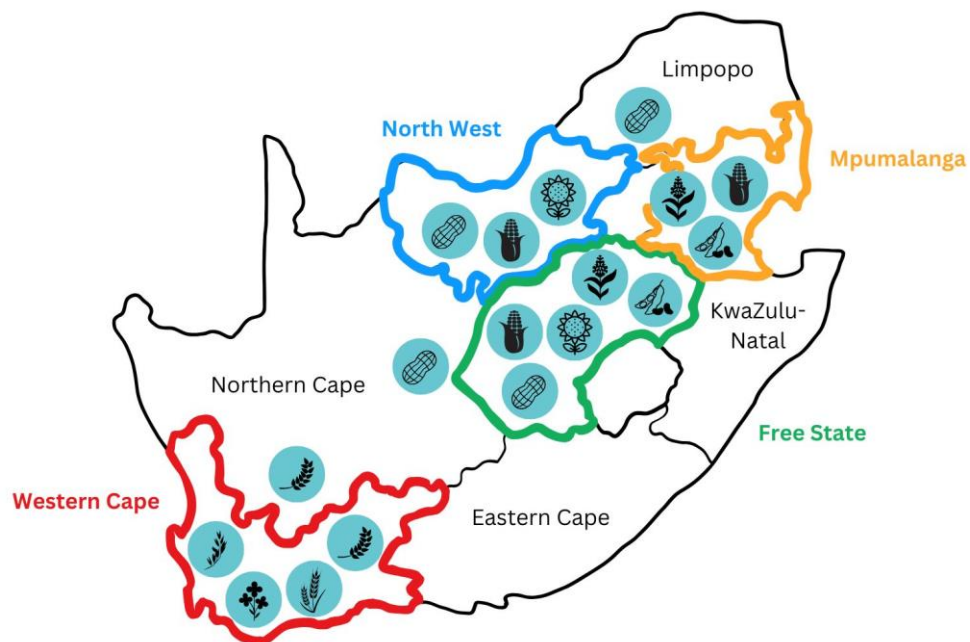 Limpopo
North West
Mpumalanga
KwaZulu-
Natal
Northern Cape
Free State
Western Cape
Eastern Cape